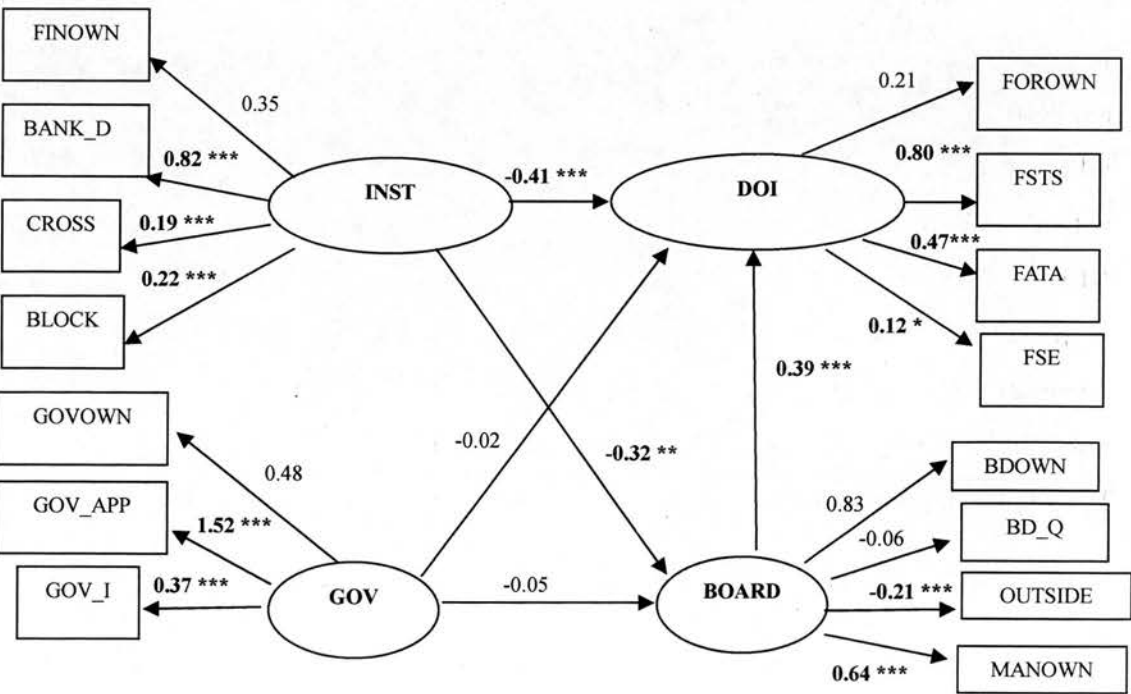 FINOWN
0.35
BANK_D
0.82 ***
CROSS
0.19 ***
BLOCK
0.22 ***
INST
-0.41 ***
DOI
0.21
FOROWN
0.80 ***
FSTS
0.47***
FATA
0.12 *
FSE
GOVOWN
0.48
GOV_APP
1.52 ***
GOV_I
0.37 ***
GOV
-0.02
-0.32 **
0.39 ***
-0.05
BOARD
0.83
BDOWN
-0.06
BD_Q
-0.21 ***
OUTSIDE
0.64 ***
MANOWN